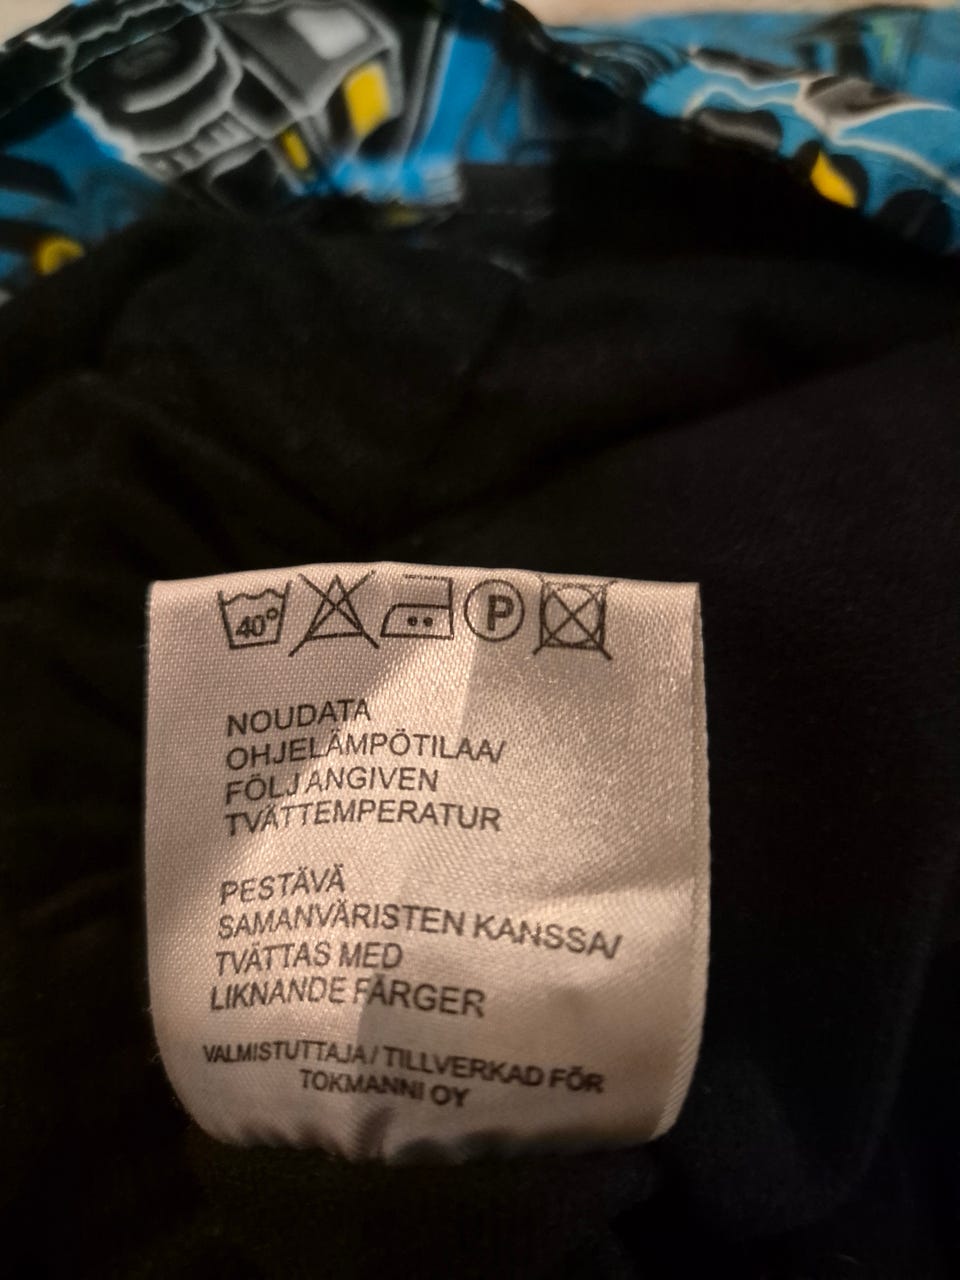 40° P
NOUDATA
OHJELÄMPÖTILAA/
FÖLJ ANGIVEN
TVÄTTEMPERATUR
PESTÄVÄ
SAMANVÄRISTEN KANSSA/
TVÄTTAS MED
LIKNANDE FÄRGER
VALMISTUTTAJA / TILLVERKAD FÖR
TOKMANNI OY